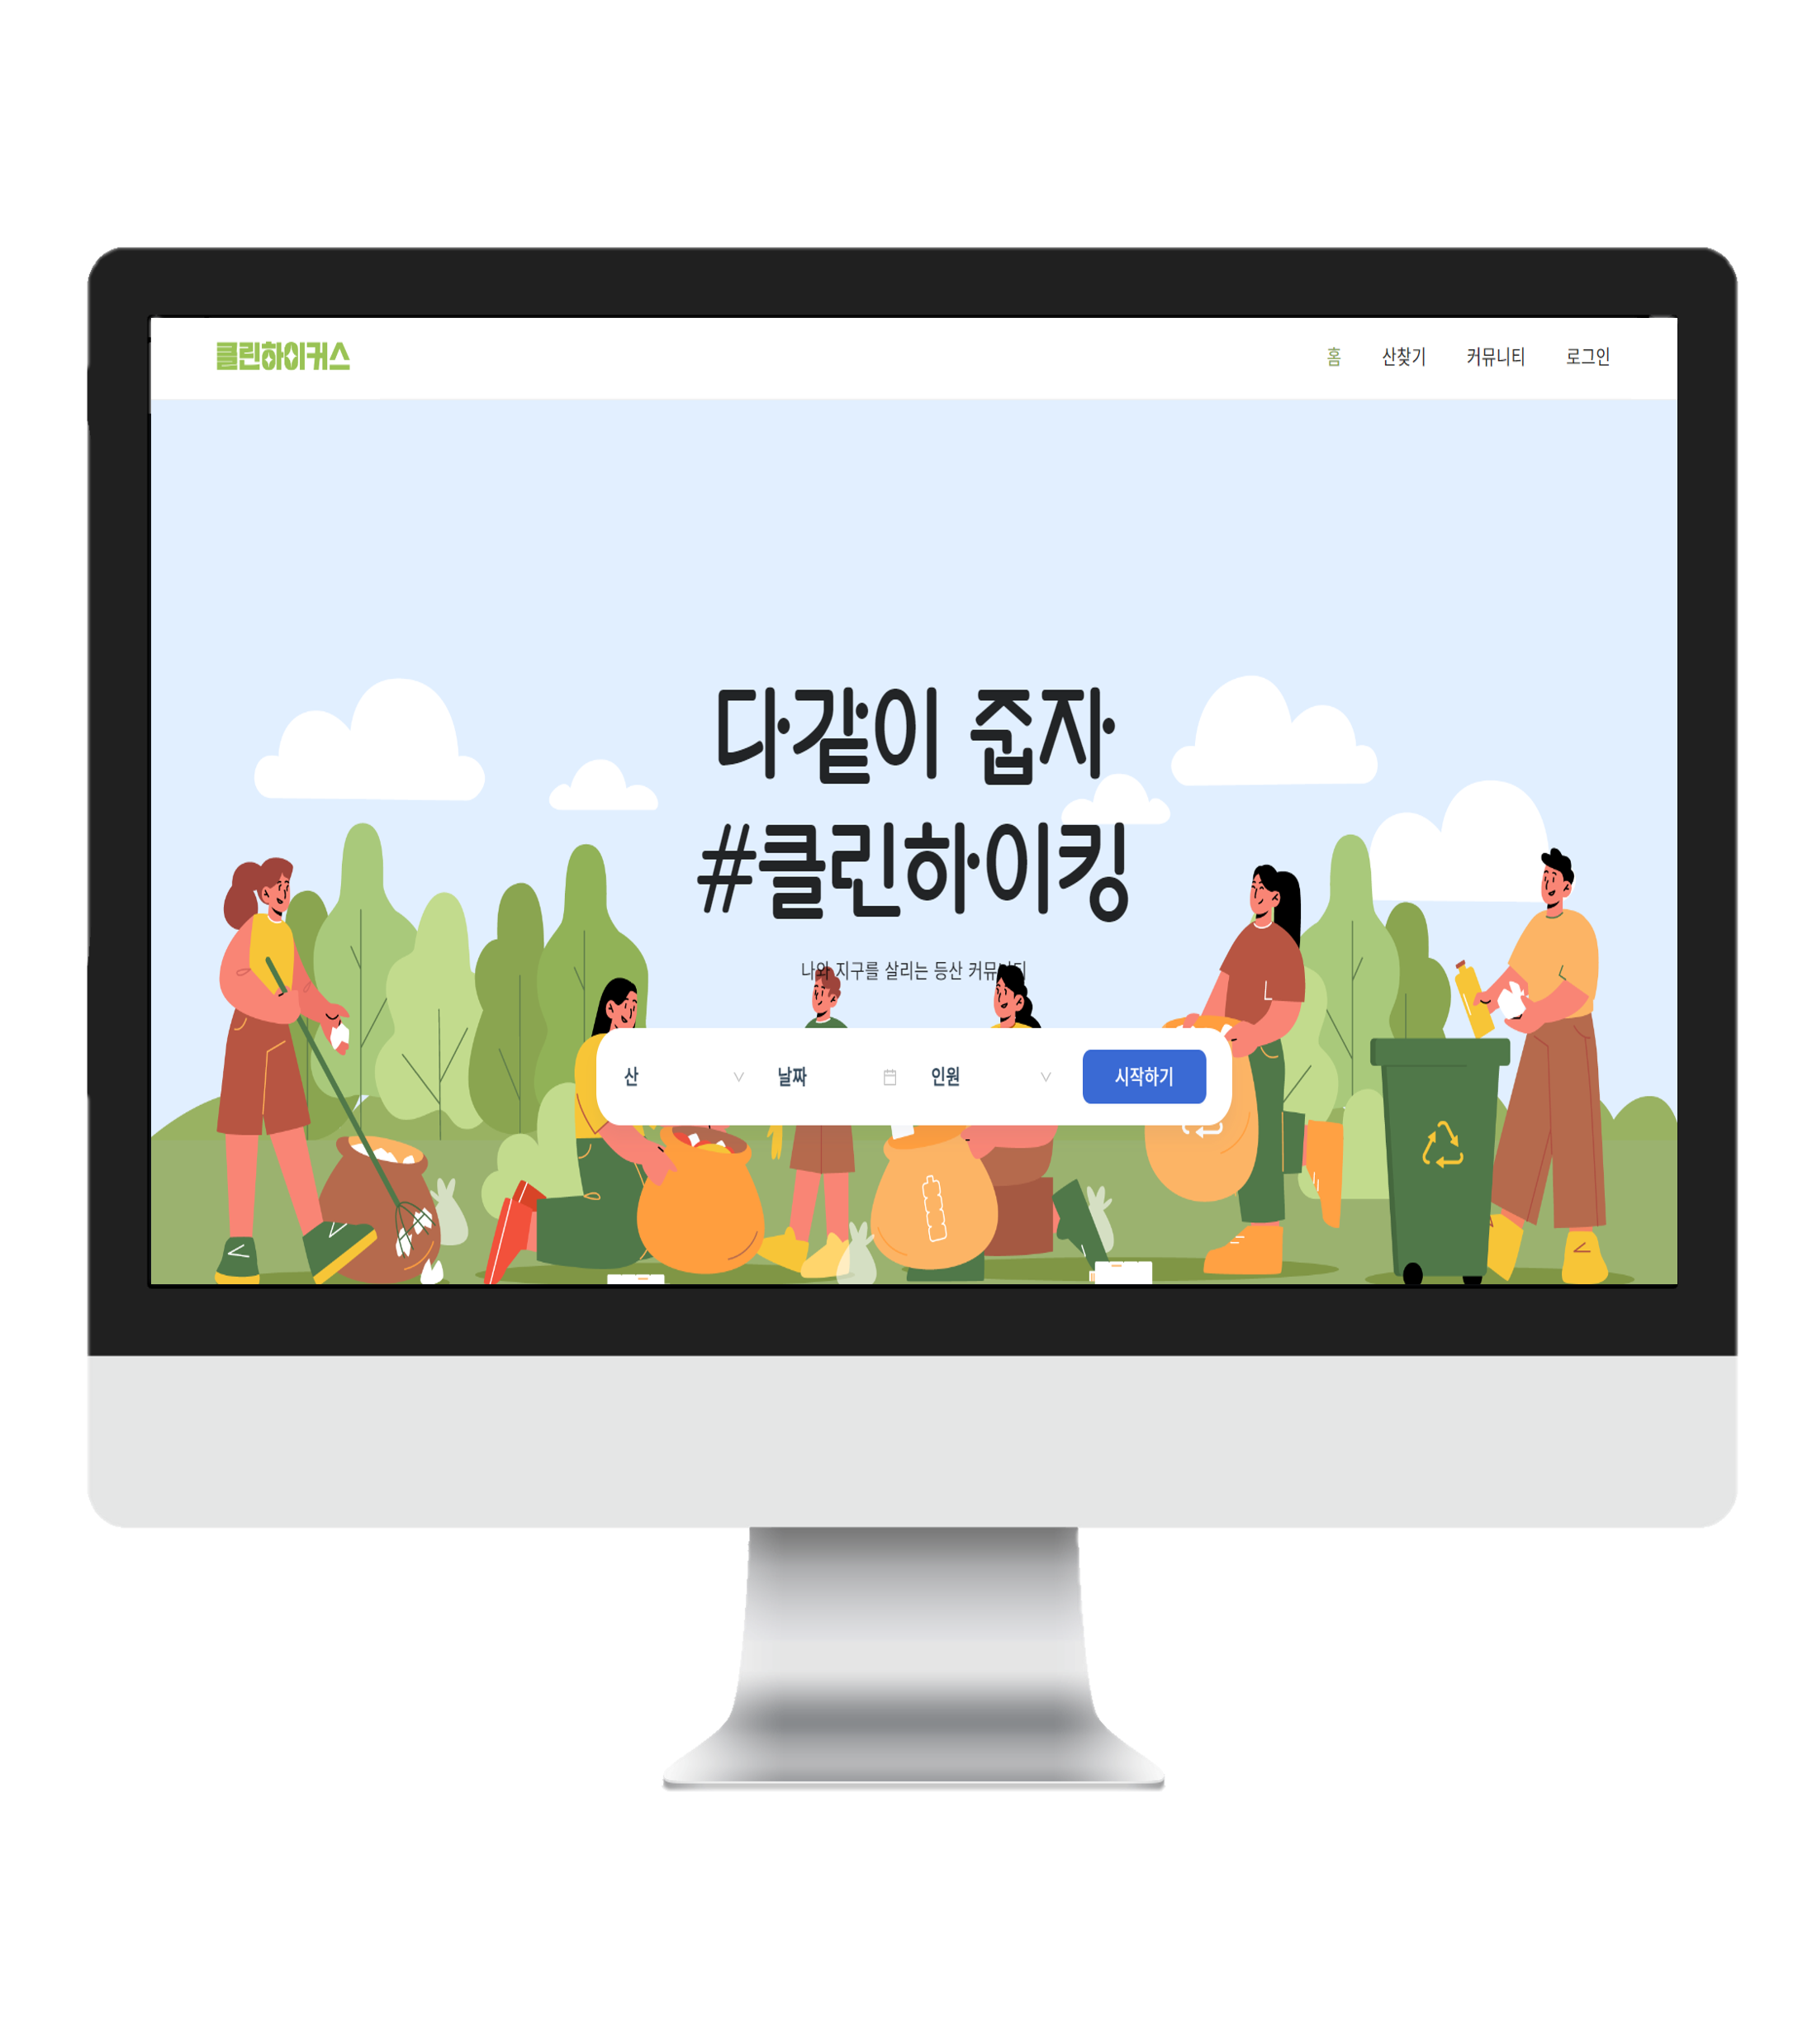 클린하이커스
홈 산찾기 커뮤니티 로그인
다같이 줍자
#클린하이킹
나와 지구를 살리는 등산 커뮤니티
산 날짜 인원 시작하기